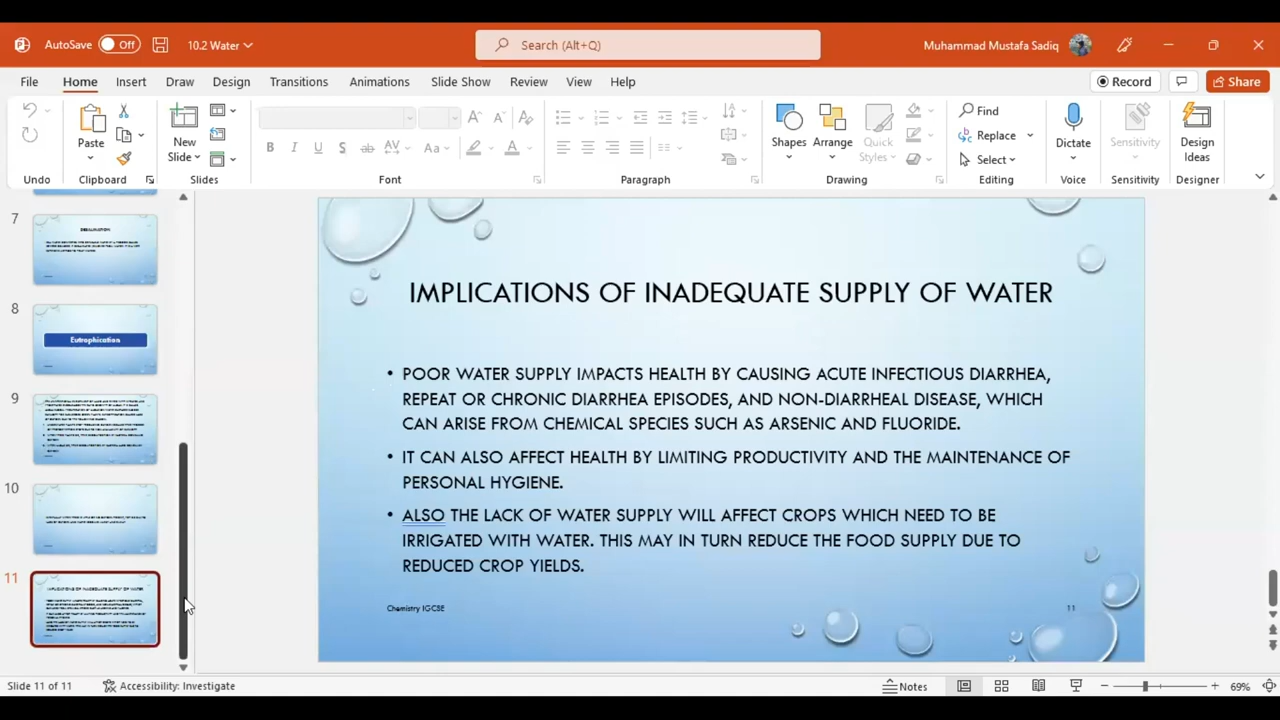 AutoSave Off 10.2 Water Search (Alt+Q) Muhammad Mustafa Sadiq
File Home Insert Draw Design Transitions Animations Slide Show Review View Help Record Share
Paste New Slide Shapes Arrange Quick Styles Find Replace Select Dictate Sensitivity Design Ideas
Undo Clipboard Slides Font Paragraph Drawing Editing Voice Sensitivity Designer
7
8
Eutrophication
9
10
11
IMPLICATIONS OF INADEQUATE SUPPLY OF WATER
IMPLICATIONS OF INADEQUATE SUPPLY OF WATER
• POOR WATER SUPPLY IMPACTS HEALTH BY CAUSING ACUTE INFECTIOUS DIARRHEA,
REPEAT OR CHRONIC DIARRHEA EPISODES, AND NON-DIARRHEAL DISEASE, WHICH
CAN ARISE FROM CHEMICAL SPECIES SUCH AS ARSENIC AND FLUORIDE.
• IT CAN ALSO AFFECT HEALTH BY LIMITING PRODUCTIVITY AND THE MAINTENANCE OF
PERSONAL HYGIENE.
• ALSO THE LACK OF WATER SUPPLY WILL AFFECT CROPS WHICH NEED TO BE
IRRIGATED WITH WATER. THIS MAY IN TURN REDUCE THE FOOD SUPPLY DUE TO
REDUCED CROP YIELDS.
Chemistry IGCSE 11
Slide 11 of 11 Accessibility: Investigate Notes 69%